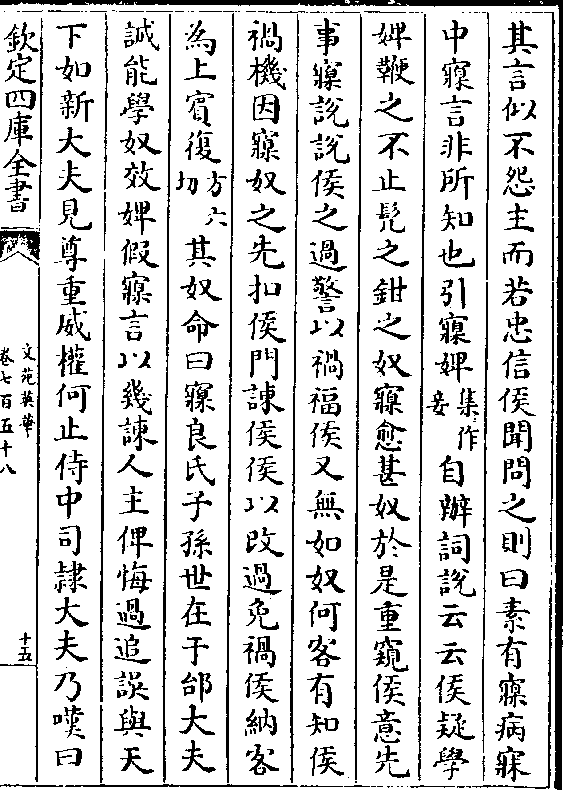 其言似不怨主而若忠信侯聞問之則曰素有寱病寐
中寱言非所知也引寱婢集作妾自辦詞說云云侯疑學
婢鞭之不止髠之鉗之奴寱愈甚奴於是重窺侯意先
事寱說說侯之過警以禍福侯又無如奴何客有知侯
禍機因寱奴之先扣侯門諫侯侯以改過免禍侯納客
為上賔復方六切其奴命曰寱良氏子孫世在于邰大夫
誠能學奴效婢假寱言以幾諫人主俾悔過追誤與天
下如新大夫見尊重威權何止侍中司隸大夫乃嘆曰
欽定四庫全書
文苑英華
卷七百五十八
十五